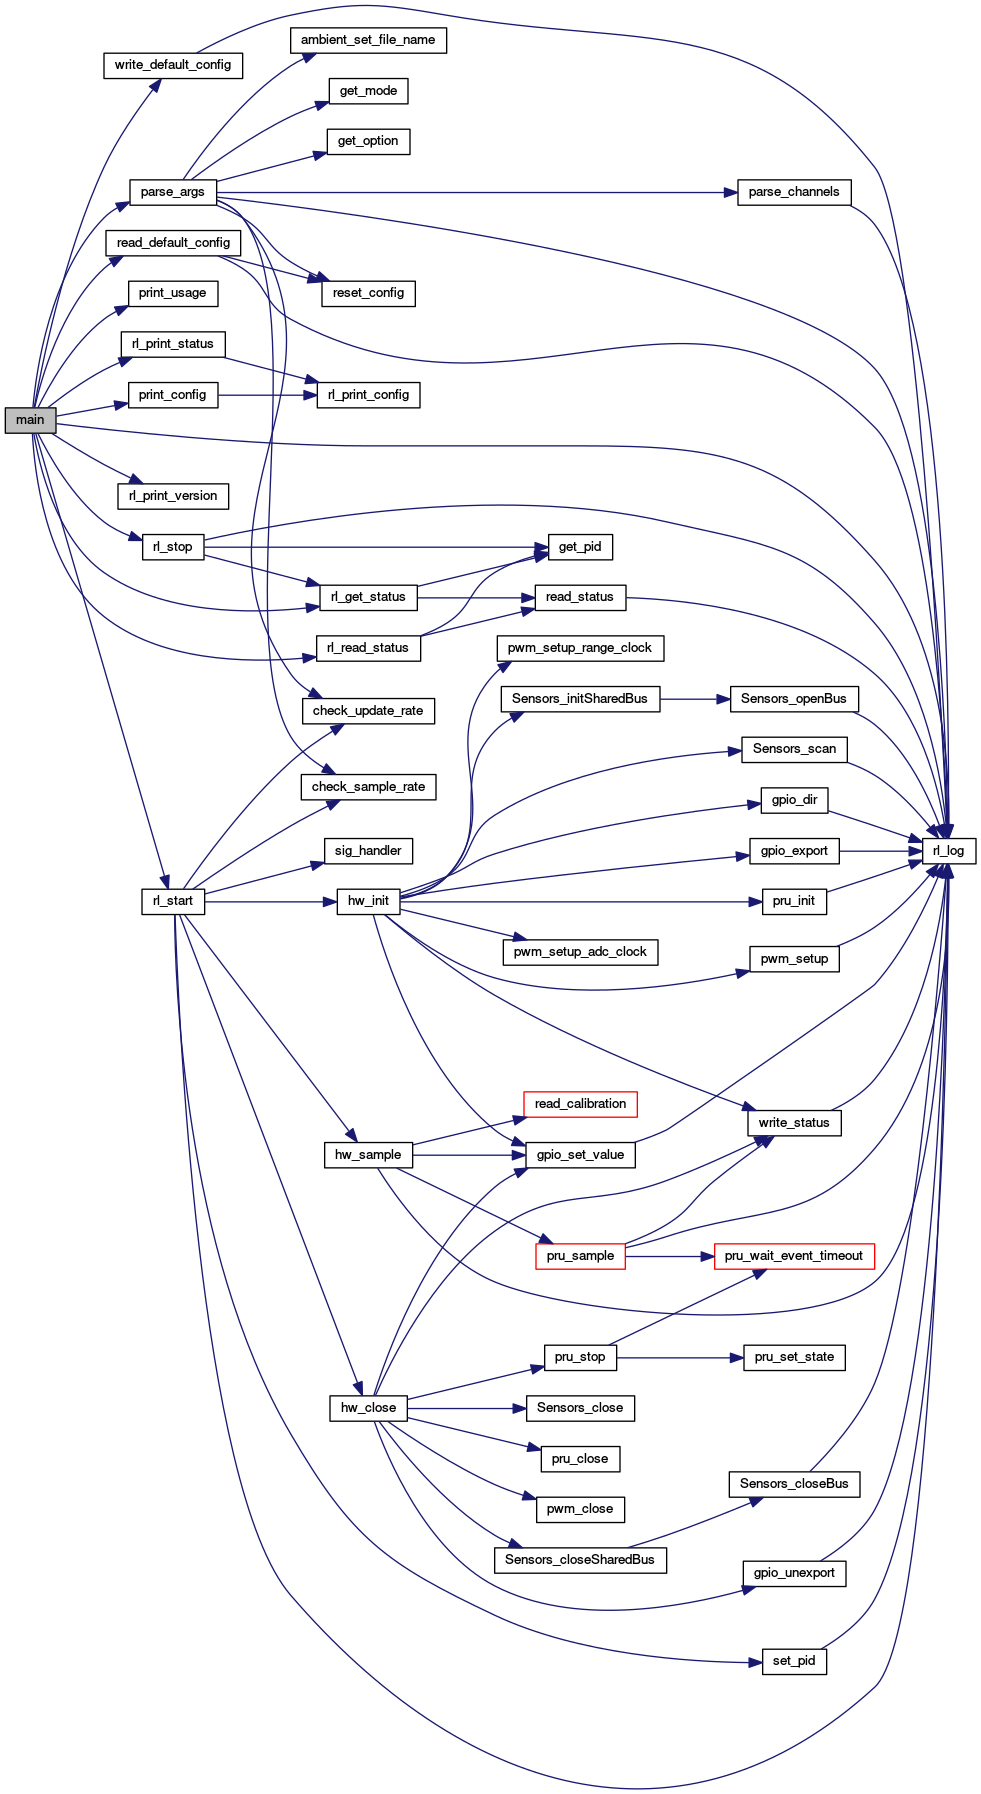 ambient_set_file_name
write_default_config
get_mode
get_option
parse_args
parse_channels
read_default_config
print_usage
reset_config
rl_print_status
print_config
rl_print_config
main
rl_print_version
rl_stop
get_pid
rl_get_status
read_status
rl_read_status
pwm_setup_range_clock
Sensors_initSharedBus
Sensors_openBus
check_update_rate
Sensors_scan
check_sample_rate
gpio_dir
sig_handler
gpio_export
rl_log
rl_start
hw_init
pru_init
pwm_setup_adc_clock
pwm_setup
read_calibration
write_status
hw_sample
gpio_set_value
pru_sample
pru_wait_event_timeout
pru_stop
pru_set_state
hw_close
Sensors_close
pru_close
Sensors_closeBus
pwm_close
Sensors_closeSharedBus
gpio_unexport
set_pid